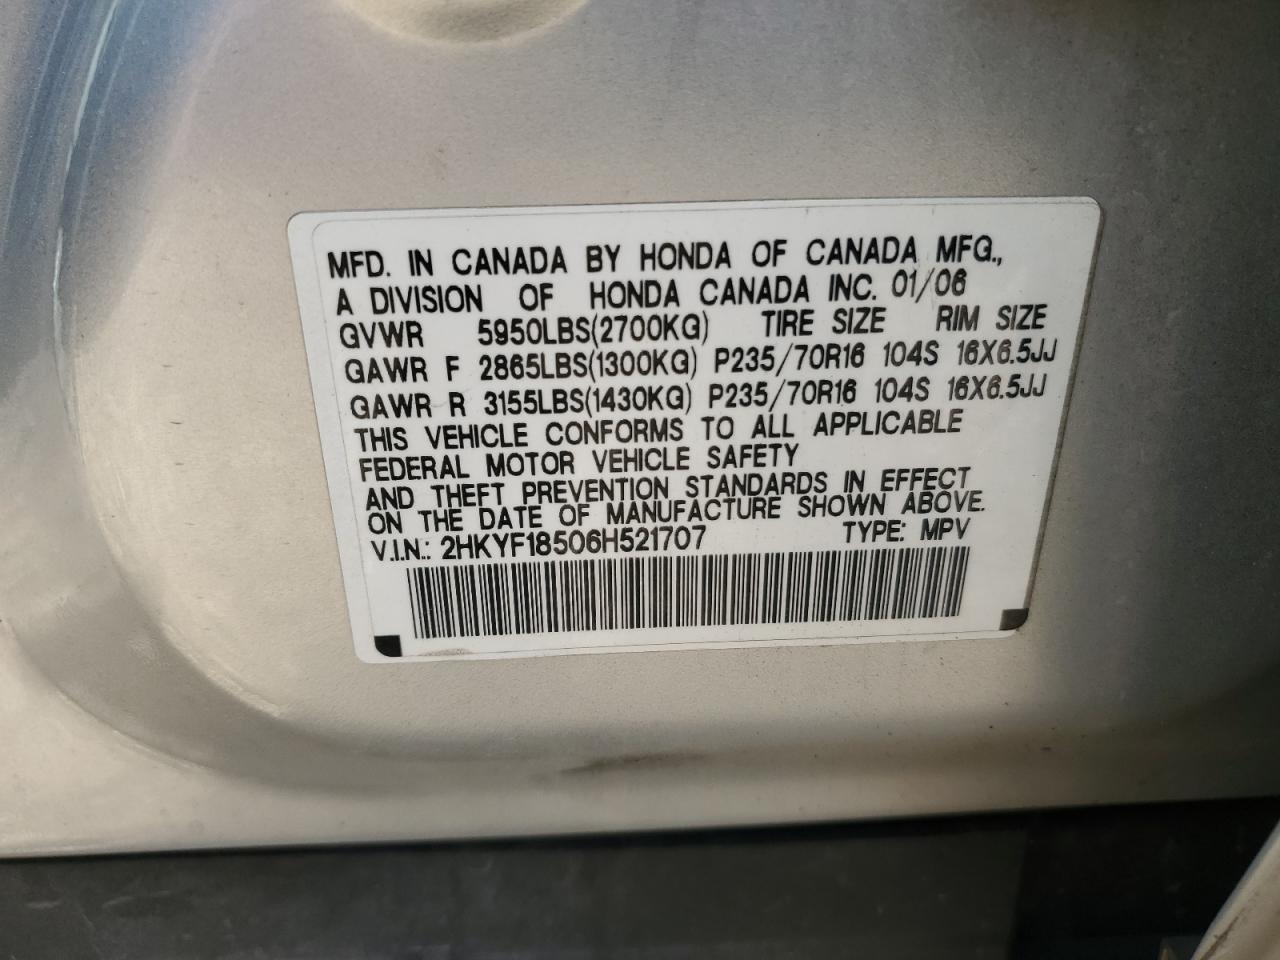 MFD. IN CANADA BY HONDA OF CANADA MFG.,
A DIVISION OF HONDA CANADA INC. 01/06
GVWR 5950LBS(2700KG) TIRE SIZE RIM SIZE
GAWR F 2865LBS(1300KG) P235/70R16 104S 16X6.5JJ
GAWR R 3155LBS(1430KG) P235/70R16 104S 16X6.5JJ
THIS VEHICLE CONFORMS TO ALL APPLICABLE
FEDERAL MOTOR VEHICLE SAFETY
AND THEFT PREVENTION STANDARDS IN EFFECT
ON THE DATE OF MANUFACTURE SHOWN ABOVE.
V.I.N.: 2HKYF18506H521707 TYPE: MPV